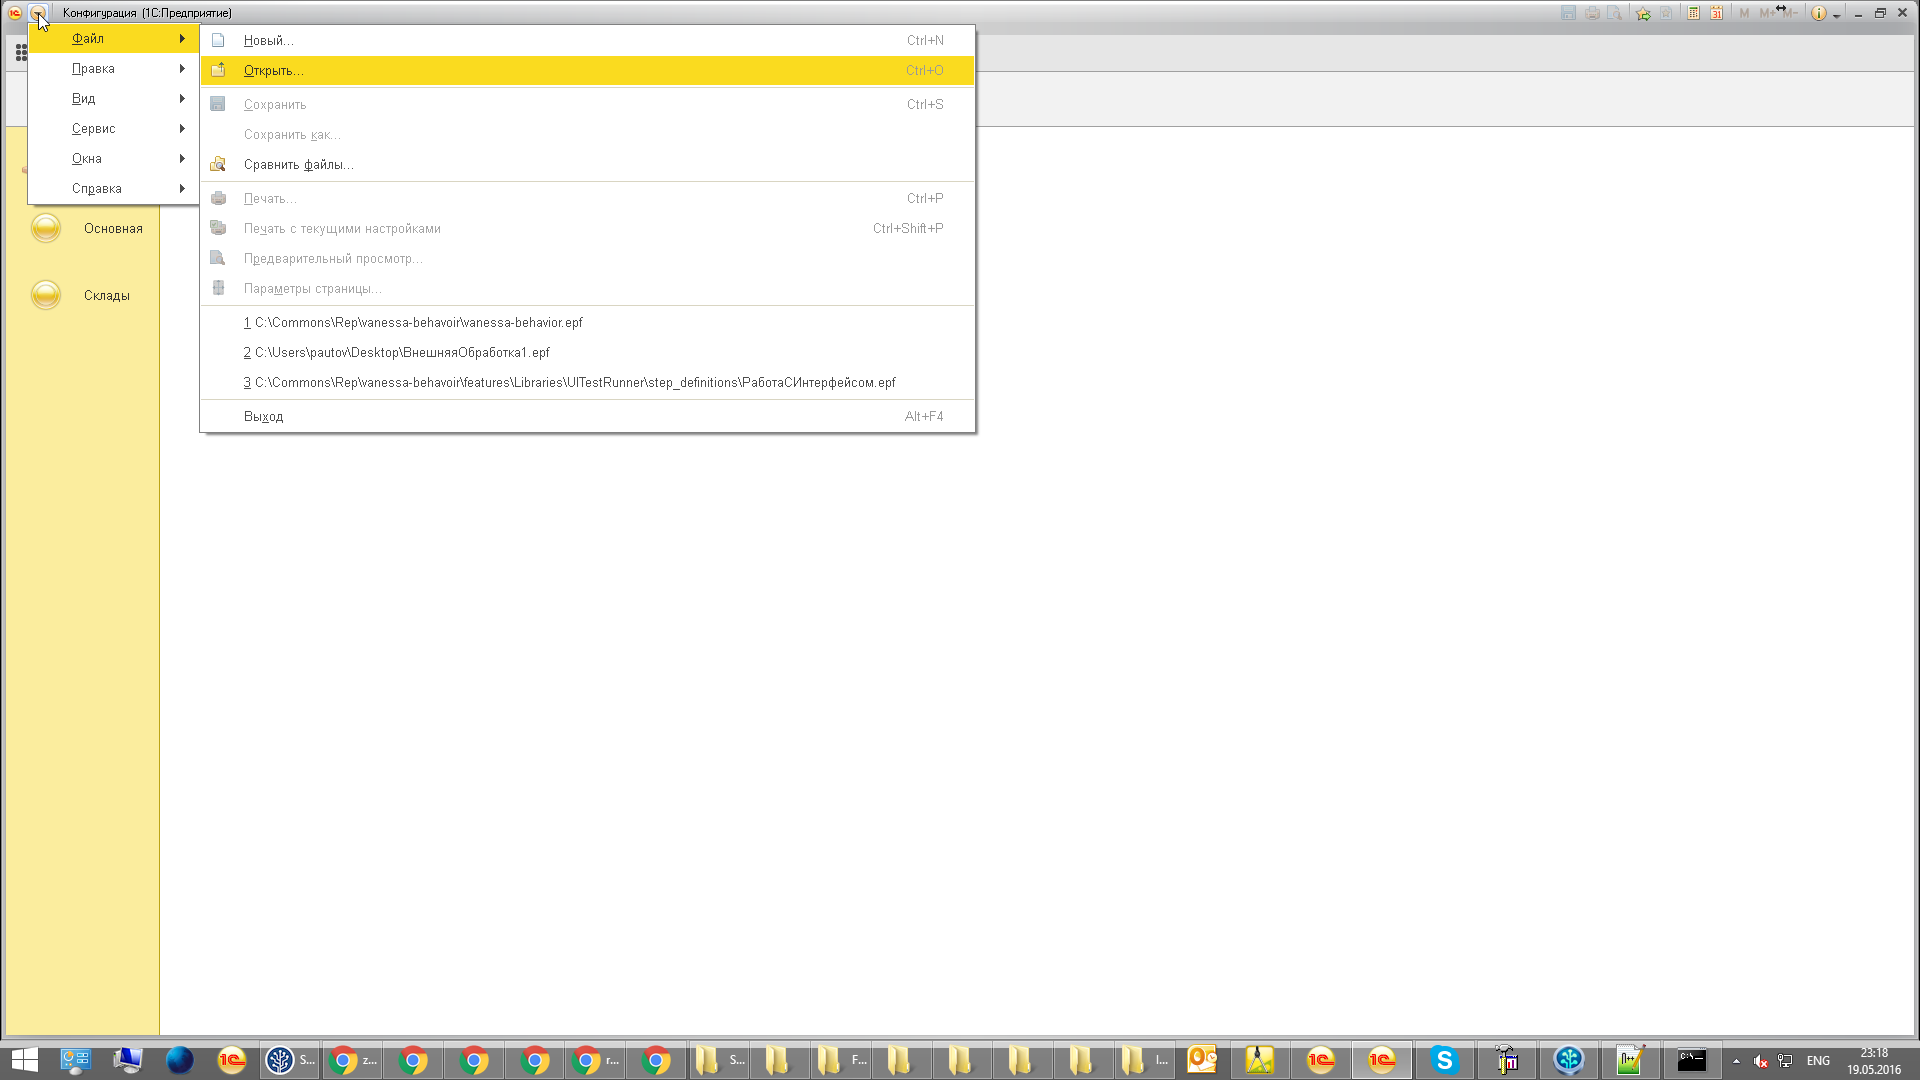 Конфигурация (1С:Предприятие)
M M+ M-
Файл
Правка
Вид
Сервис
Окна
Справка
Новый... Ctrl+N
Открыть... Ctrl+O
Сохранить Ctrl+S
Сохранить как...
Сравнить файлы...
Печать... Ctrl+P
Печать с текущими настройками Ctrl+Shift+P
Предварительный просмотр...
Параметры страницы...
1 C:\Commons\Rep\vanessa-behavoir\vanessa-behavior.epf
2 C:\Users\pautov\Desktop\ВнешняяОбработка1.epf
3 C:\Commons\Rep\vanessa-behavoir\features\Libraries\UITestRunner\step_definitions\РаботаСИнтерфейсом.epf
Выход Alt+F4
Основная
Склады
S... z... r... S... F... I...
ENG
23:18
19.05.2016